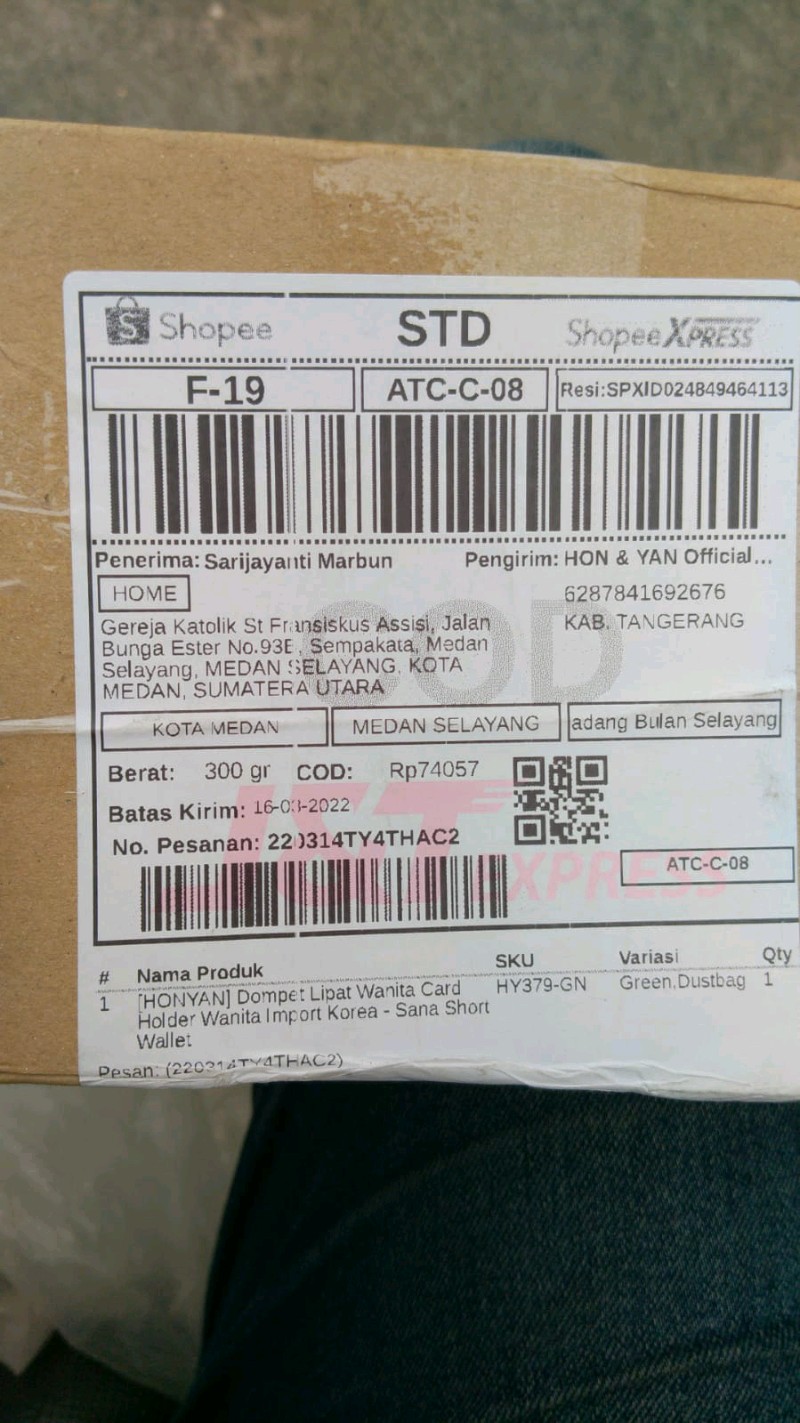 Shopee STD Shopee XPRESS
F-19 ATC-C-08 Resi:SPXID024849464113
Penerima: Sarijayanti Marbun Pengirim: HON & YAN Official...
HOME 6287841692676
Gereja Katolik St Fransiskus Assisi, Jalan KAB. TANGERANG
Bunga Ester No.93E, Sempakata, Medan
Selayang, MEDAN SELAYANG, KOTA
MEDAN, SUMATERA UTARA
COD
KOTA MEDAN MEDAN SELAYANG adang Bulan Selayang
Berat: 300 gr COD: Rp74057
Batas Kirim: 16-03-2022
No. Pesanan: 220314TY4THAC2
J&T EXPRESS
ATC-C-08
# Nama Produk SKU Variasi Qty
1 [HONYAN] Dompet Lipat Wanita Card HY379-GN Green,Dustbag 1
Holder Wanita Import Korea - Sana Short
Wallet
Pesan: (220314TY4THAC2)